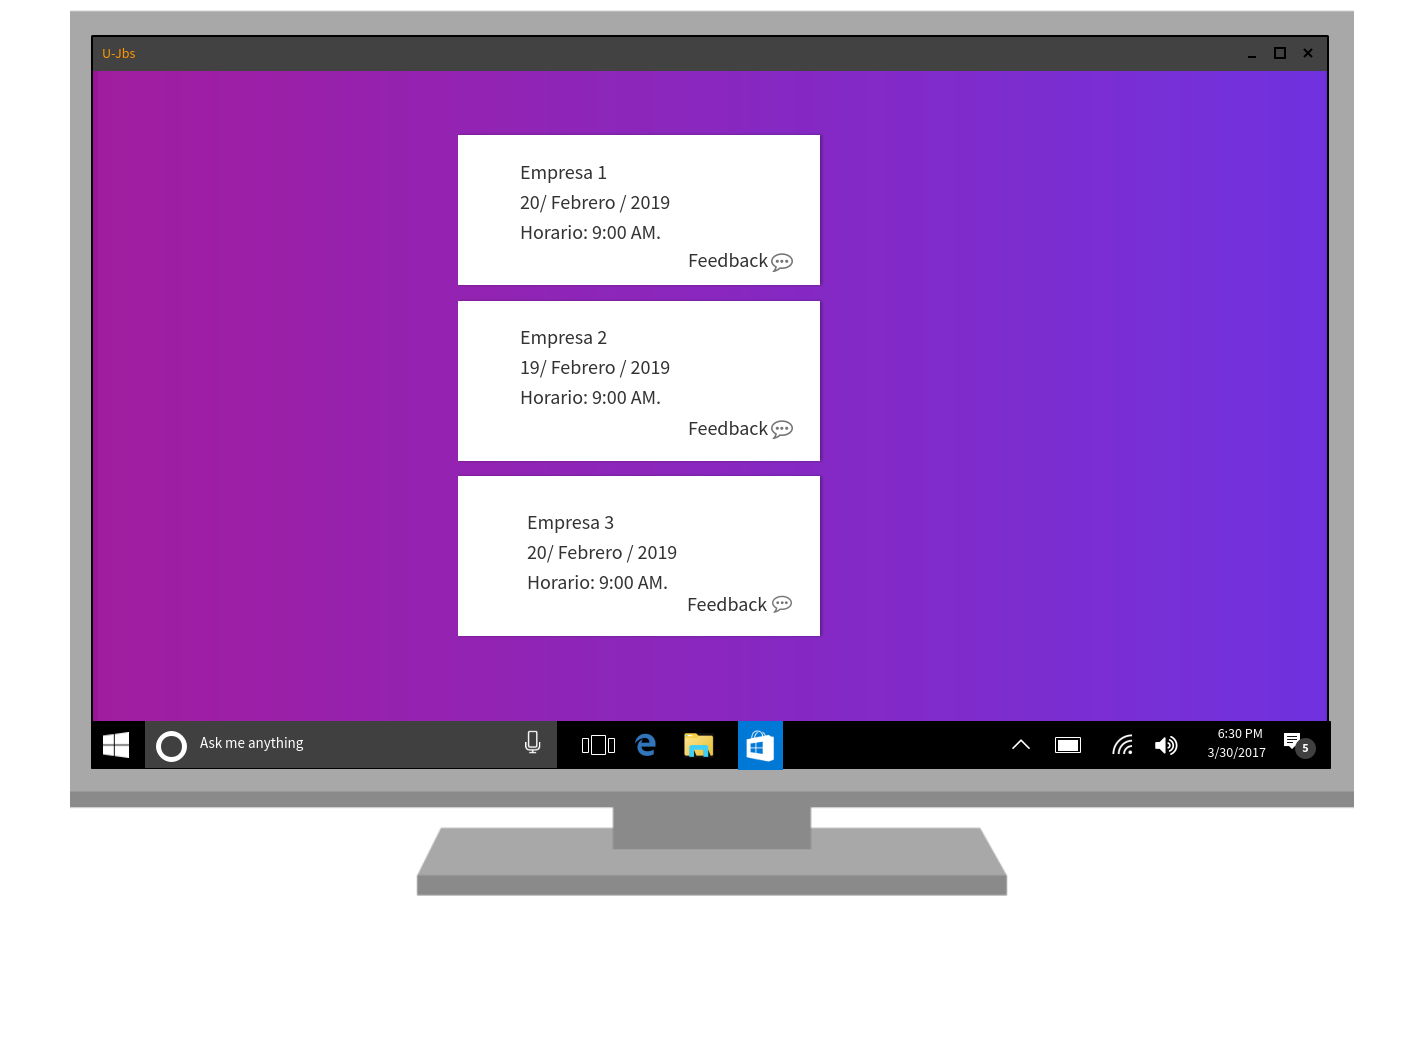 U-Jbs
Empresa 1
20/ Febrero / 2019
Horario: 9:00 AM.
Feedback
Empresa 2
19/ Febrero / 2019
Horario: 9:00 AM.
Feedback
Empresa 3
20/ Febrero / 2019
Horario: 9:00 AM.
Feedback
Ask me anything
6:30 PM
3/30/2017
5